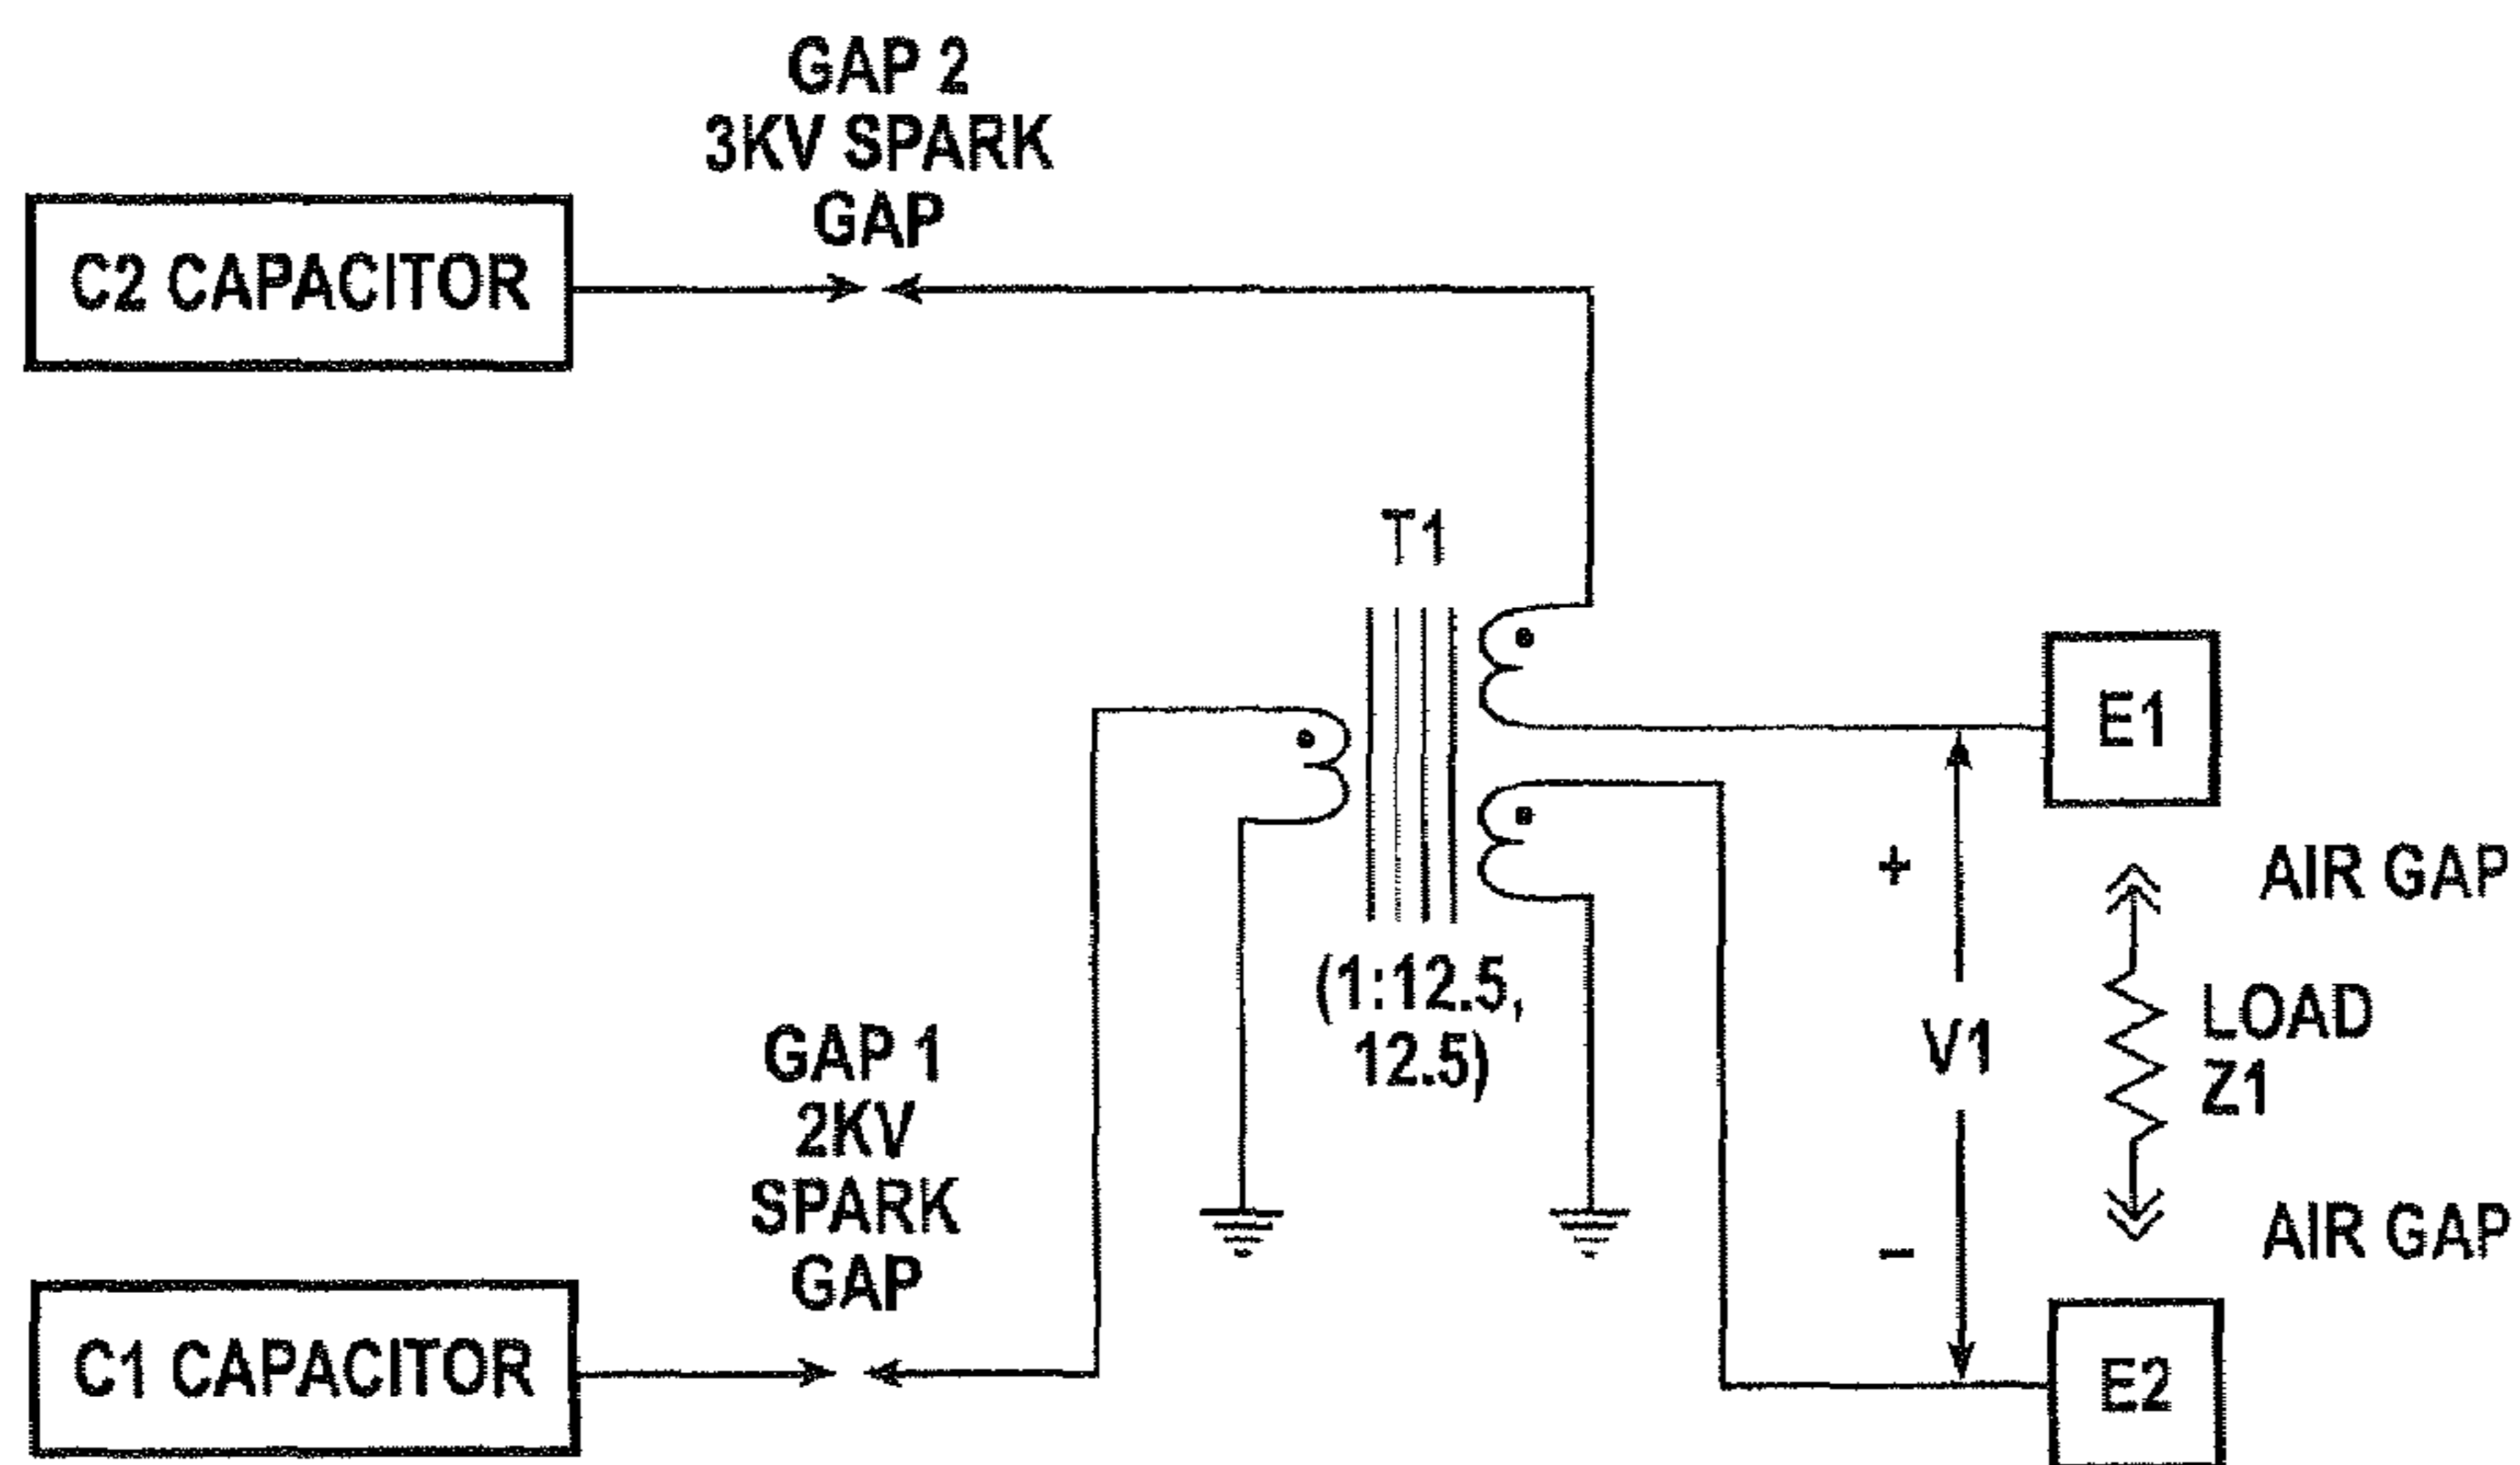 GAP 2
3KV SPARK
GAP
C2 CAPACITOR
T1
E1
+
AIR GAP
(1:12.5,
12.5)
LOAD
Z1
V1
GAP 1
2KV
SPARK
GAP
AIR GAP
–
C1 CAPACITOR
E2